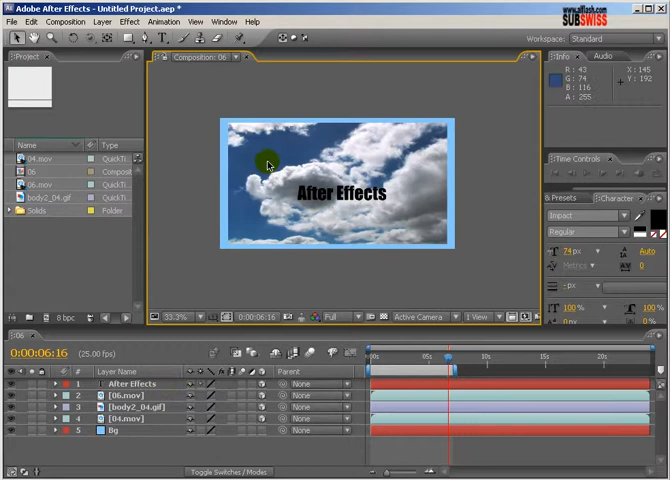 Adobe After Effects - Untitled Project.aep *
www.alflash.com
SUBSWISS
File Edit Composition Layer Effect Animation View Window Help
Workspace: Standard
Project
Composition: 06
Info Audio
R: 43
G: 74
B: 116
A: 255
X: 145
Y: 192
Name Type
04.mov QuickTi
06 Composit
06.mov QuickTi
body2_04.gif QuickTi
Solids Folder
After Effects
Time Controls
& Presets Character
Impact
Regular
74 px Auto
Metrics 0
- px
100 % 100 %
0 px 0 %
8 bpc
33.3% 0:00:06:16 Full Active Camera 1 View
06
0:00:06:16 (25.00 fps)
:00s 05s 10s 15s 20s
# Layer Name Parent
1 T After Effects None
2 [06.mov] None
3 [body2_04.gif] None
4 [04.mov] None
5 Bg None
Toggle Switches / Modes